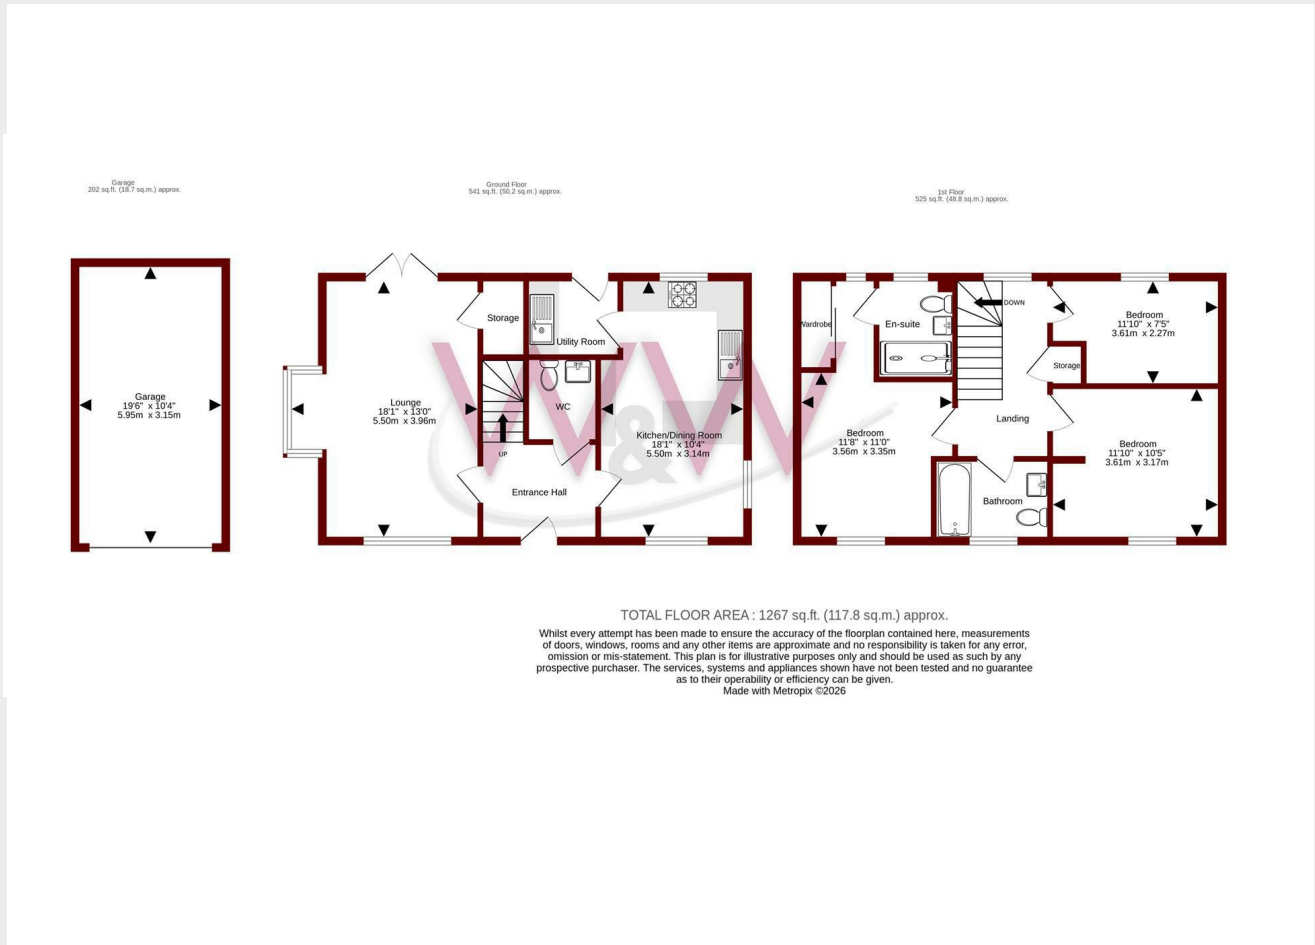 Garage
202 sq.ft. (18.7 sq.m.) approx.
Ground Floor
541 sq.ft. (50.2 sq.m.) approx.
1st Floor
525 sq.ft. (48.8 sq.m.) approx.
Garage
19'6" x 10'4"
5.95m x 3.15m
Lounge
18'1" x 13'0"
5.50m x 3.96m
Storage
Utility Room
WC
UP
Entrance Hall
Kitchen/Dining Room
18'1" x 10'4"
5.50m x 3.14m
Wardrobe
En-suite
DOWN
Bedroom
11'10" x 7'5"
3.61m x 2.27m
Storage
Landing
Bedroom
11'8" x 11'0"
3.56m x 3.35m
Bathroom
Bedroom
11'10" x 10'5"
3.61m x 3.17m
W&W
TOTAL FLOOR AREA : 1267 sq.ft. (117.8 sq.m.) approx.
Whilst every attempt has been made to ensure the accuracy of the floorplan contained here, measurements
of doors, windows, rooms and any other items are approximate and no responsibility is taken for any error,
omission or mis-statement. This plan is for illustrative purposes only and should be used as such by any
prospective purchaser. The services, systems and appliances shown have not been tested and no guarantee
as to their operability or efficiency can be given.
Made with Metropix ©2026